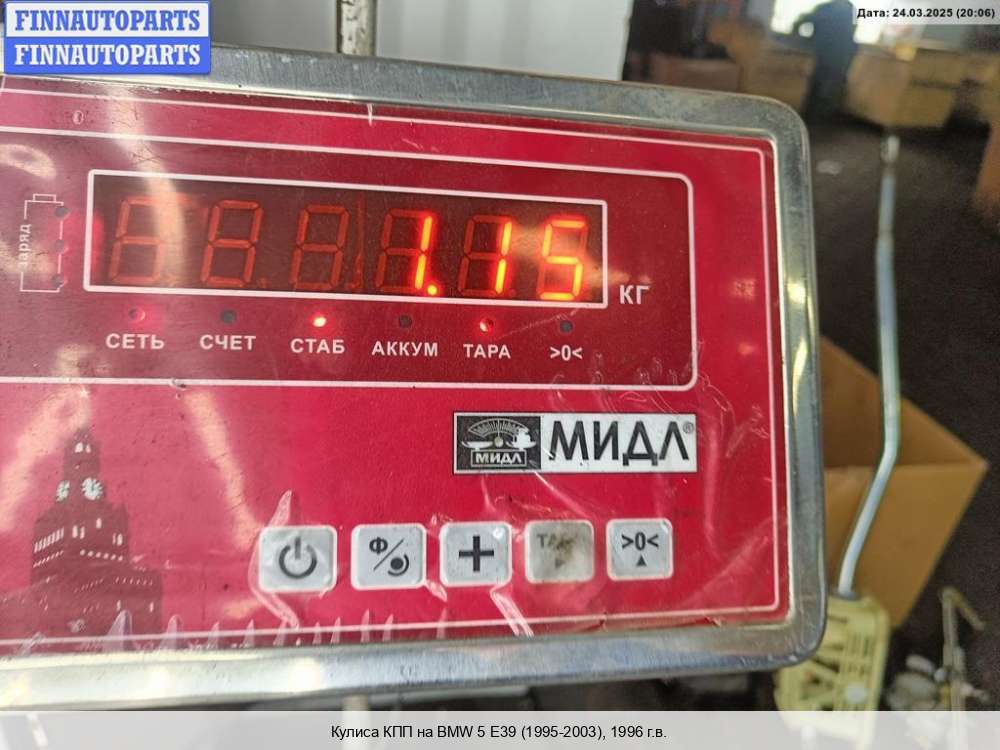 FINNAUTOPARTS
FINNAUTOPARTS
Дата: 24.03.2025 (20:06)
заряд
1.15
КГ
СЕТЬ СЧЕТ СТАБ АККУМ ТАРА >0<
МИДЛ
МИДЛ®
Ф
+
>0<
Кулиса КПП на BMW 5 E39 (1995-2003), 1996 г.в.